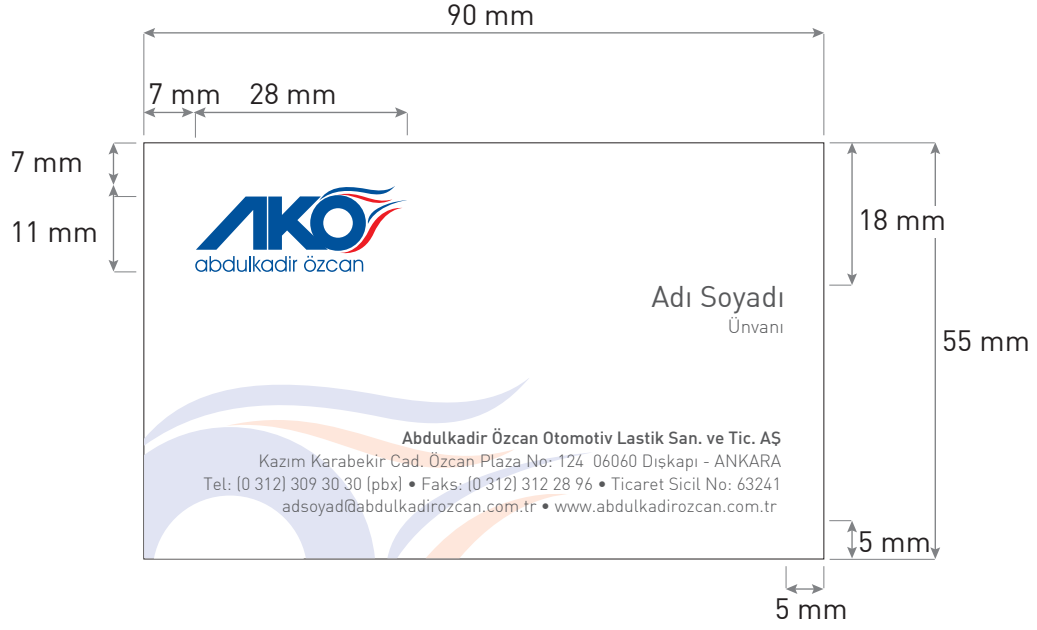 90 mm
7 mm 28 mm
7 mm
11 mm
18 mm
AKO
abdulkadir özcan
Adı Soyadı
Ünvanı
55 mm
Abdulkadir Özcan Otomotiv Lastik San. ve Tic. AŞ
Kazım Karabekir Cad. Özcan Plaza No: 124 06060 Dışkapı - ANKARA
Tel: (0 312) 309 30 30 (pbx) • Faks: (0 312) 312 28 96 • Ticaret Sicil No: 63241
adsoyad@abdulkadirozcan.com.tr • www.abdulkadirozcan.com.tr
5 mm
5 mm